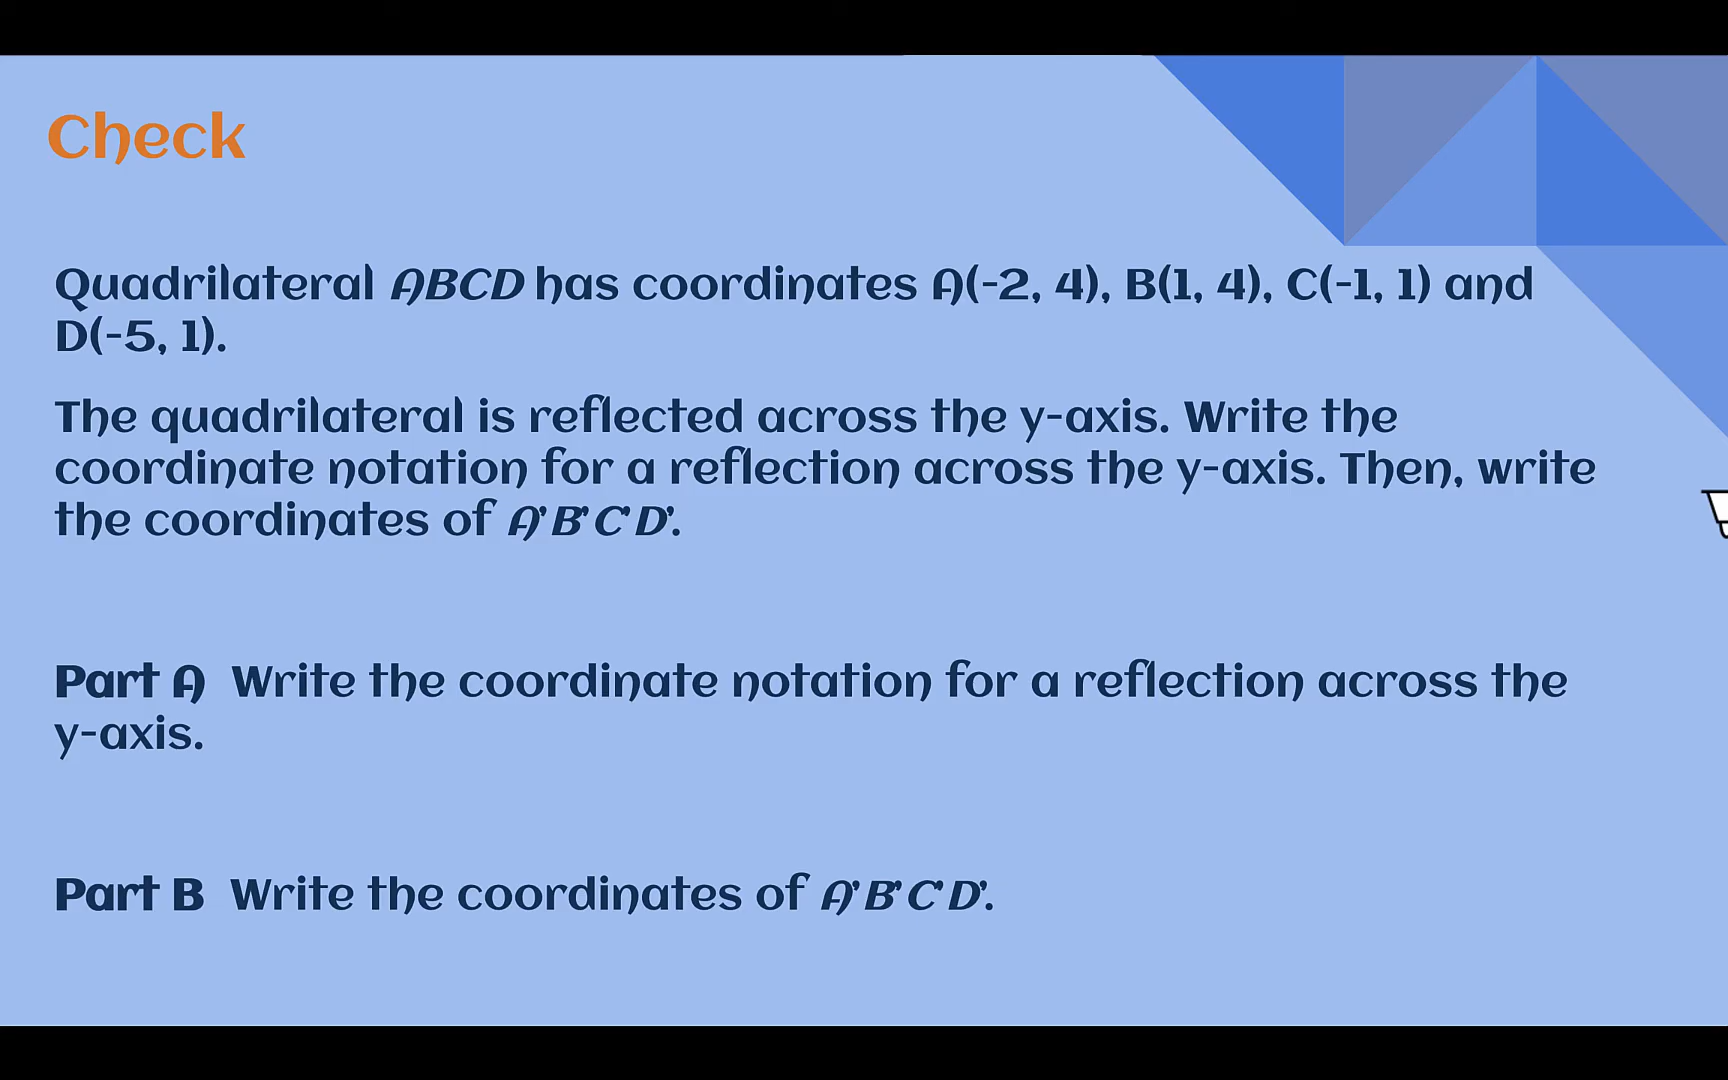 Check
Quadrilateral ABCD has coordinates A(-2, 4), B(1, 4), C(-1, 1) and
D(-5, 1).
The quadrilateral is reflected across the y-axis. Write the
coordinate notation for a reflection across the y-axis. Then, write
the coordinates of A'B'C'D'.
Part A Write the coordinate notation for a reflection across the
y-axis.
Part B Write the coordinates of A'B'C'D'.